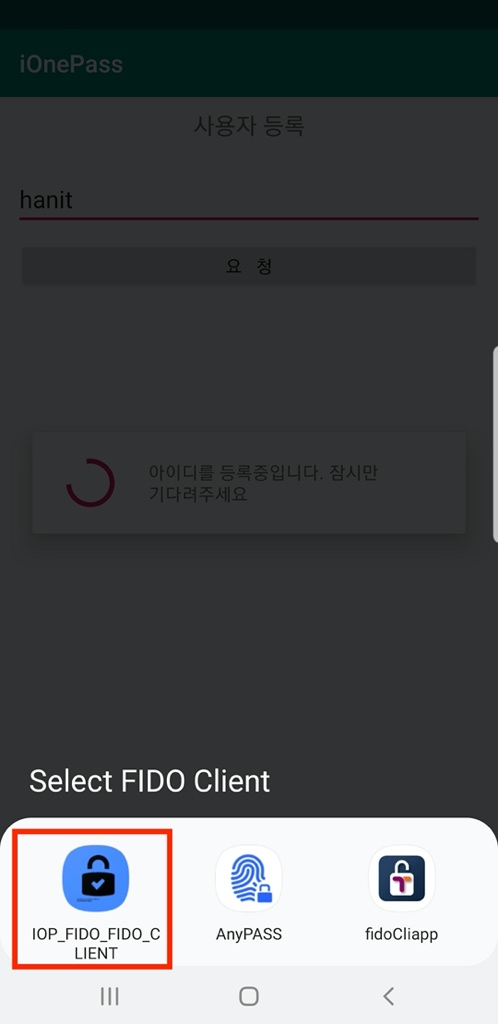 iOnePass
사용자 등록
hanit
요 청
아이디를 등록중입니다. 잠시만
기다려주세요
Select FIDO Client
IOP_FIDO_FIDO_C
LIENT
AnyPASS
fidoCliapp